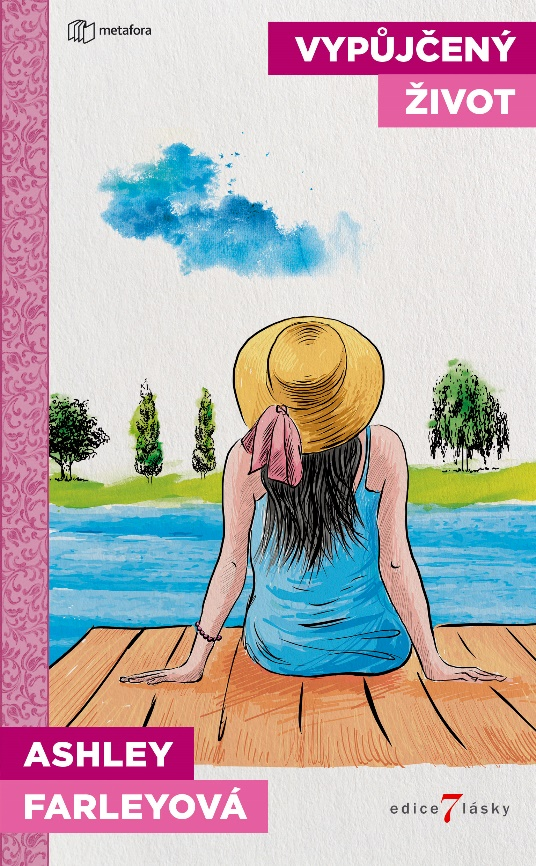 metafora
VYPŮJČENÝ
ŽIVOT
ASHLEY
FARLEYOVÁ
edice 7 lásky